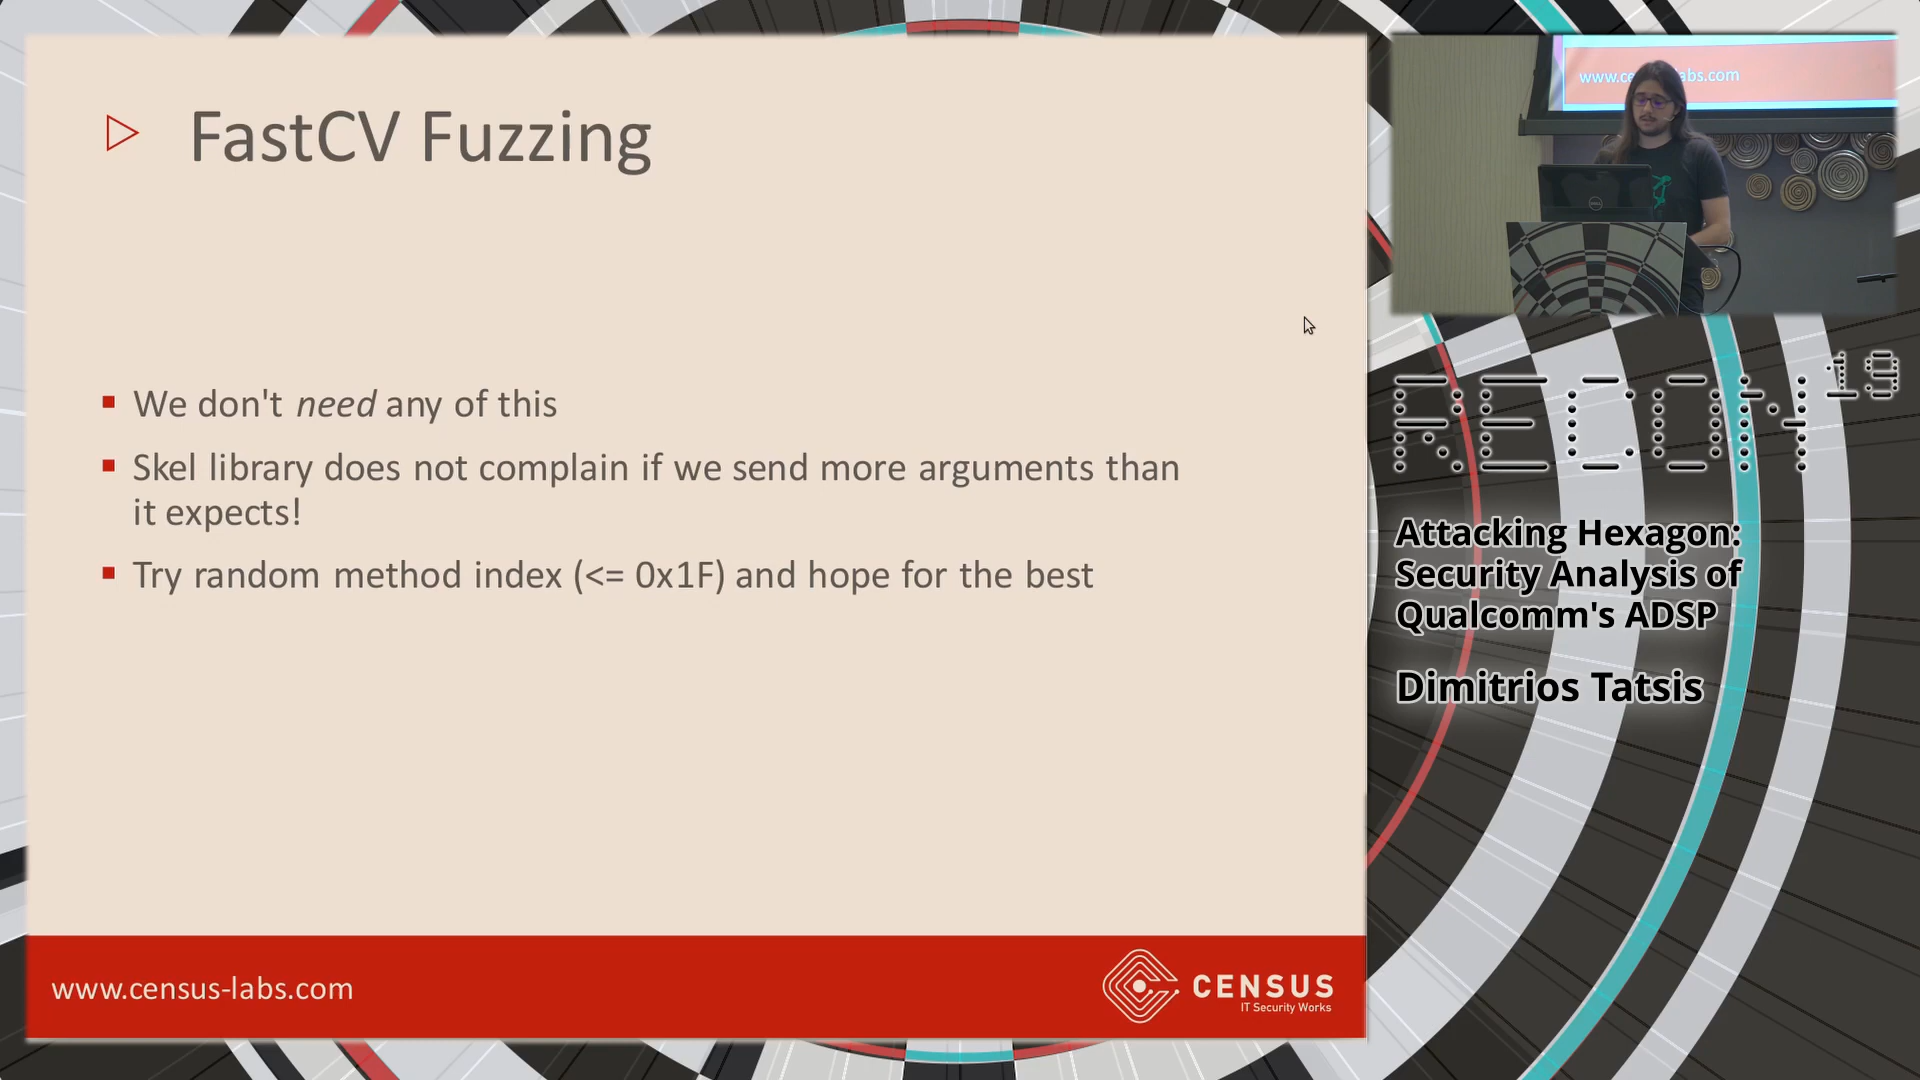 FastCV Fuzzing
We don't need any of this
Skel library does not complain if we send more arguments than
it expects!
Try random method index (<= 0x1F) and hope for the best
www.census-labs.com
CENSUS
IT Security Works
RECON19
Attacking Hexagon:
Security Analysis of
Qualcomm's ADSP
Dimitrios Tatsis